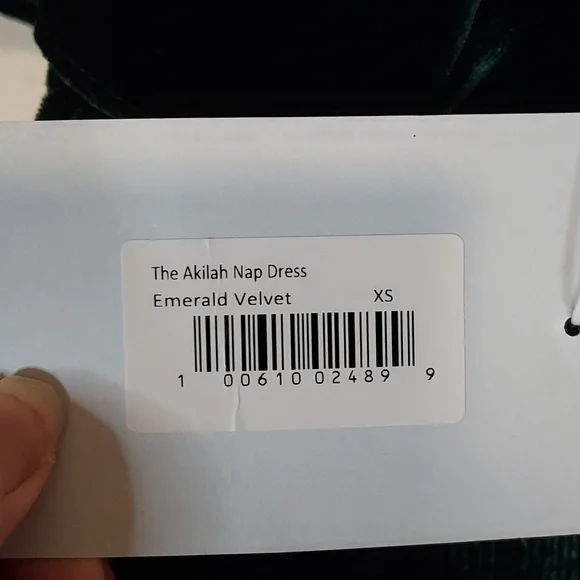 The Akilah Nap Dress
Emerald Velvet XS
1 00610 02489 9